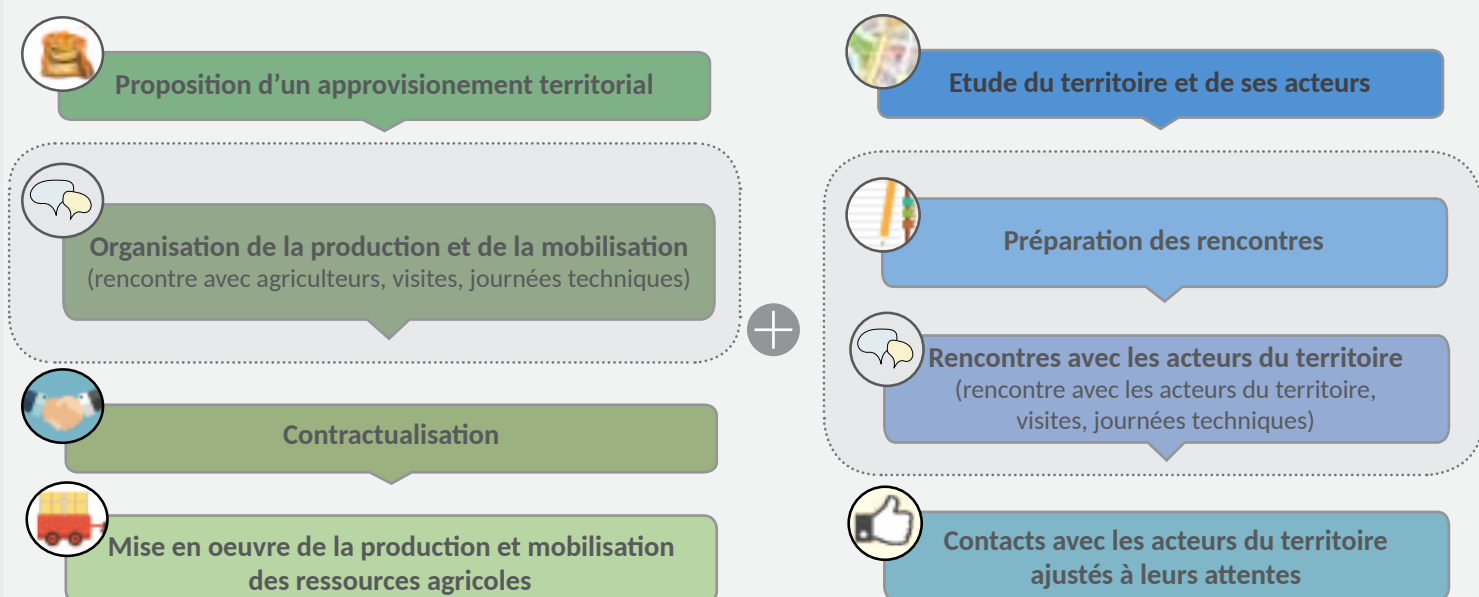 Proposition d’un approvisionement territorial
Organisation de la production et de la mobilisation
(rencontre avec agriculteurs, visites, journées techniques)
Contractualisation
Mise en oeuvre de la production et mobilisation
des ressources agricoles
Etude du territoire et de ses acteurs
Préparation des rencontres
Rencontres avec les acteurs du territoire
(rencontre avec les acteurs du territoire,
visites, journées techniques)
Contacts avec les acteurs du territoire
ajustés à leurs attentes